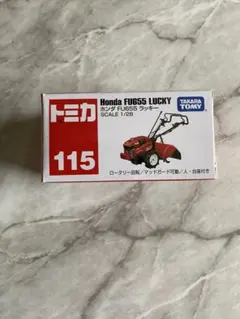 トミカ
115
Honda FU655 LUCKY
ホンダ FU655 ラッキー
SCALE 1/28
TAKARA
TOMY
ロータリー回転/マッドガード可動/人・台座付き